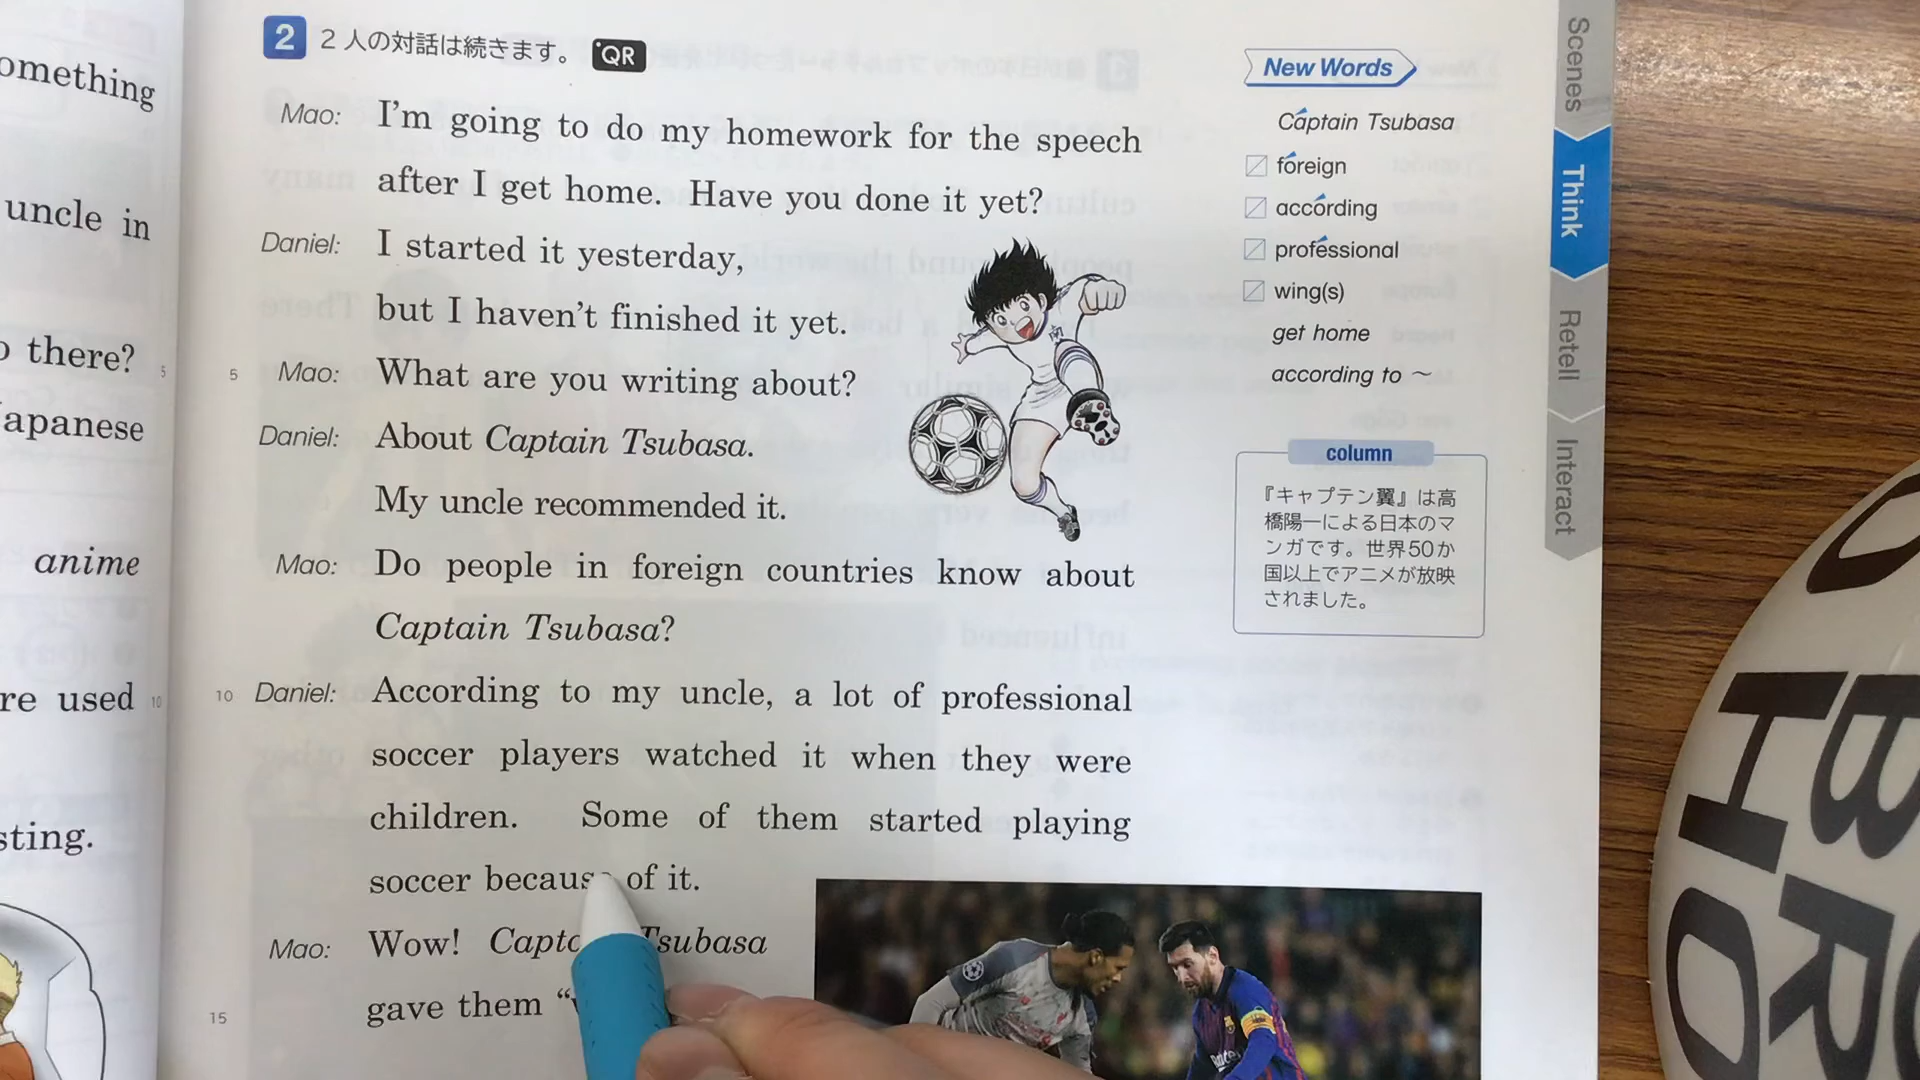 omething
uncle in
there?
5
apanese
anime
re used
10
sting.
2 2人の対話は続きます。 QR
Mao: I'm going to do my homework for the speech
after I get home. Have you done it yet?
Daniel: I started it yesterday,
but I haven't finished it yet.
5 Mao: What are you writing about?
Daniel: About Captain Tsubasa.
My uncle recommended it.
Mao: Do people in foreign countries know about
Captain Tsubasa?
10 Daniel: According to my uncle, a lot of professional
soccer players watched it when they were
children. Some of them started playing
soccer because of it.
Mao: Wow! Captain Tsubasa
15 gave them “
New Words
Captain Tsubasa
foreign
according
professional
wing(s)
get home
according to ～
column
『キャプテン翼』は高
橋陽一による日本のマ
ンガです。世界50か
国以上でアニメが放映
されました。
Scenes
Think
Retell
Interact